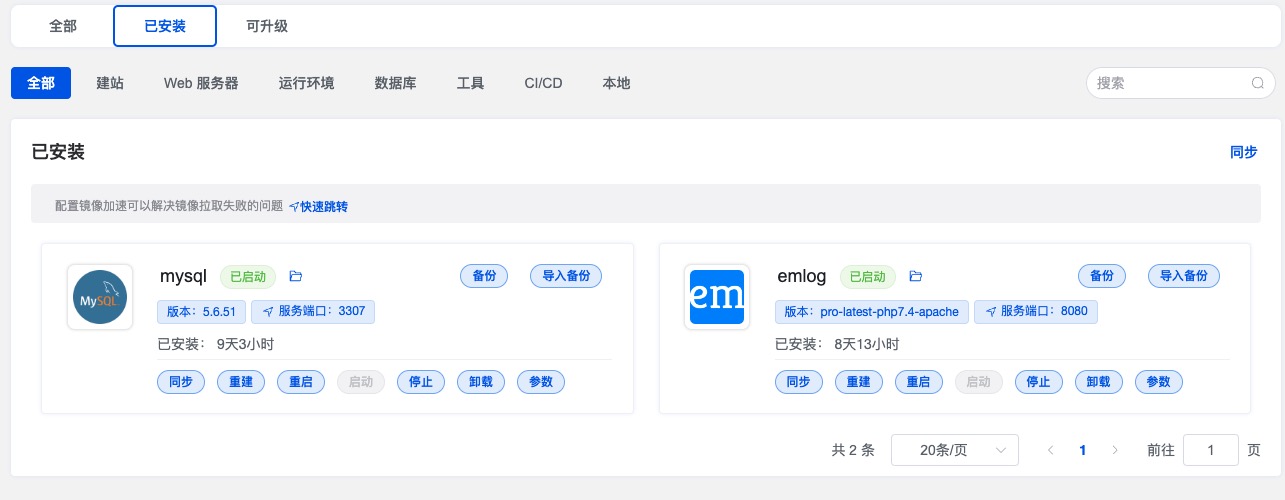 全部 已安装 可升级
全部 建站 Web 服务器 运行环境 数据库 工具 CI/CD 本地 搜索
已安装 同步
配置镜像加速可以解决镜像拉取失败的问题 快速跳转
MySQL mysql 已启动 备份 导入备份
版本：5.6.51 服务端口：3307
已安装： 9天3小时
同步 重建 重启 启动 停止 卸载 参数
em emlog 已启动 备份 导入备份
版本：pro-latest-php7.4-apache 服务端口：8080
已安装： 8天13小时
同步 重建 重启 启动 停止 卸载 参数
共 2 条 20条/页 1 前往 1 页